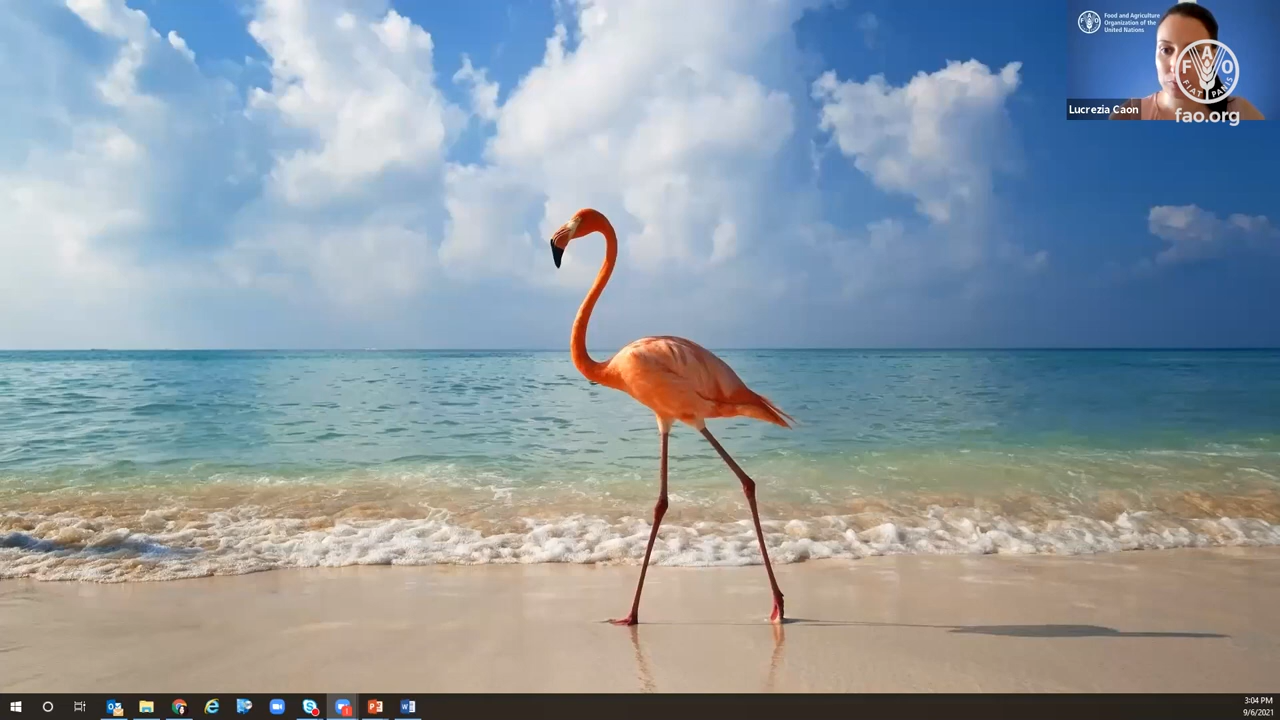 Food and Agriculture
Organization of the
United Nations
F A O
FIAT PANIS
Lucrezia Caon
fao.org
3:04 PM
9/6/2021